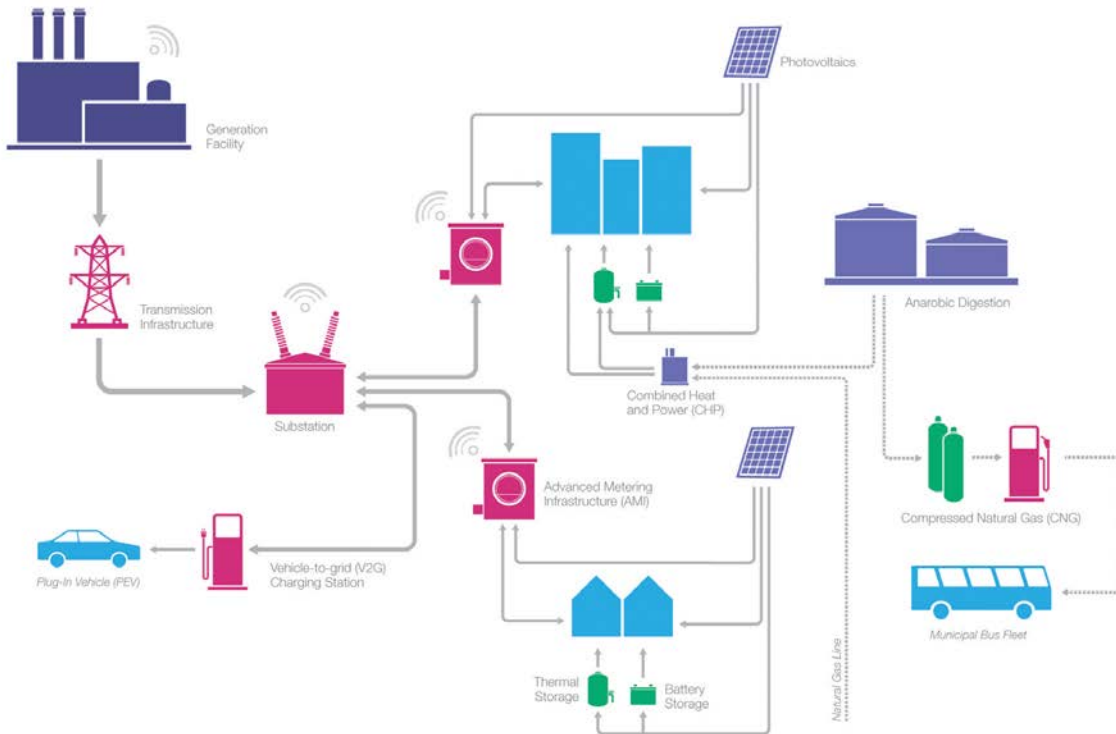 Photovoltaics
Generation
Facility
Transmission
Infrastructure
Anarobic Digestion
Substation
Combined Heat
and Power (CHP)
Advanced Metering
Infrastructure (AMI)
Compressed Natural Gas (CNG)
Plug-In Vehicle (PEV)
Vehicle-to-grid (V2G)
Charging Station
Municipal Bus Fleet
Natural Gas Line
Thermal
Storage
Battery
Storage